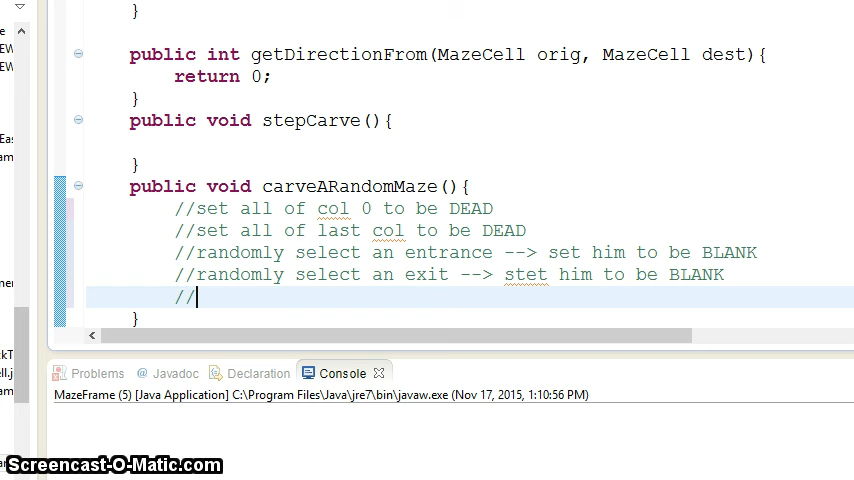 }
public int getDirectionFrom(MazeCell orig, MazeCell dest){
return 0;
}
public void stepCarve(){
}
public void carveARandomMaze(){
//set all of col 0 to be DEAD
//set all of last col to be DEAD
//randomly select an entrance --> set him to be BLANK
//randomly select an exit --> stet him to be BLANK
//
}
Problems @ Javadoc Declaration Console
MazeFrame (5) [Java Application] C:\Program Files\Java\jre7\bin\javaw.exe (Nov 17, 2015, 1:10:56 PM)
Screencast-O-Matic.com